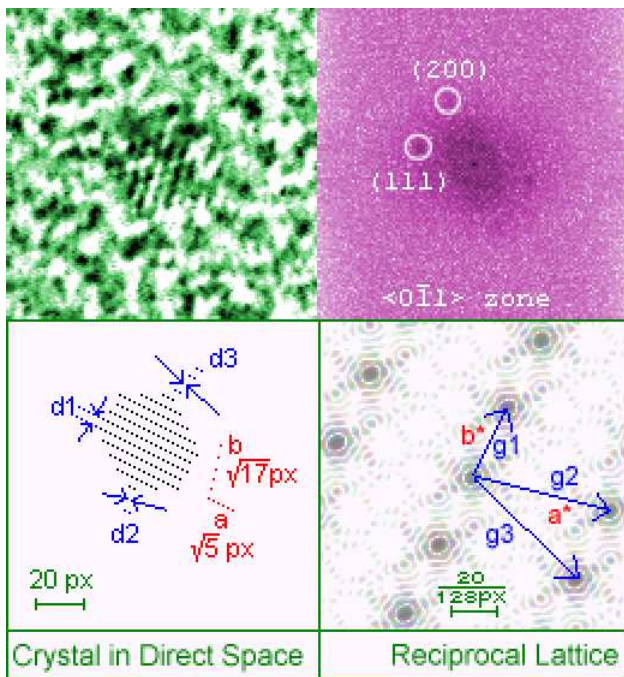 (200)
(111)
<01̄1> zone
d3
d1
b
√17px
a
√5 px
d2
20 px
b*
g1
g2
a*
g3
20
128PX
Crystal in Direct Space
Reciprocal Lattice